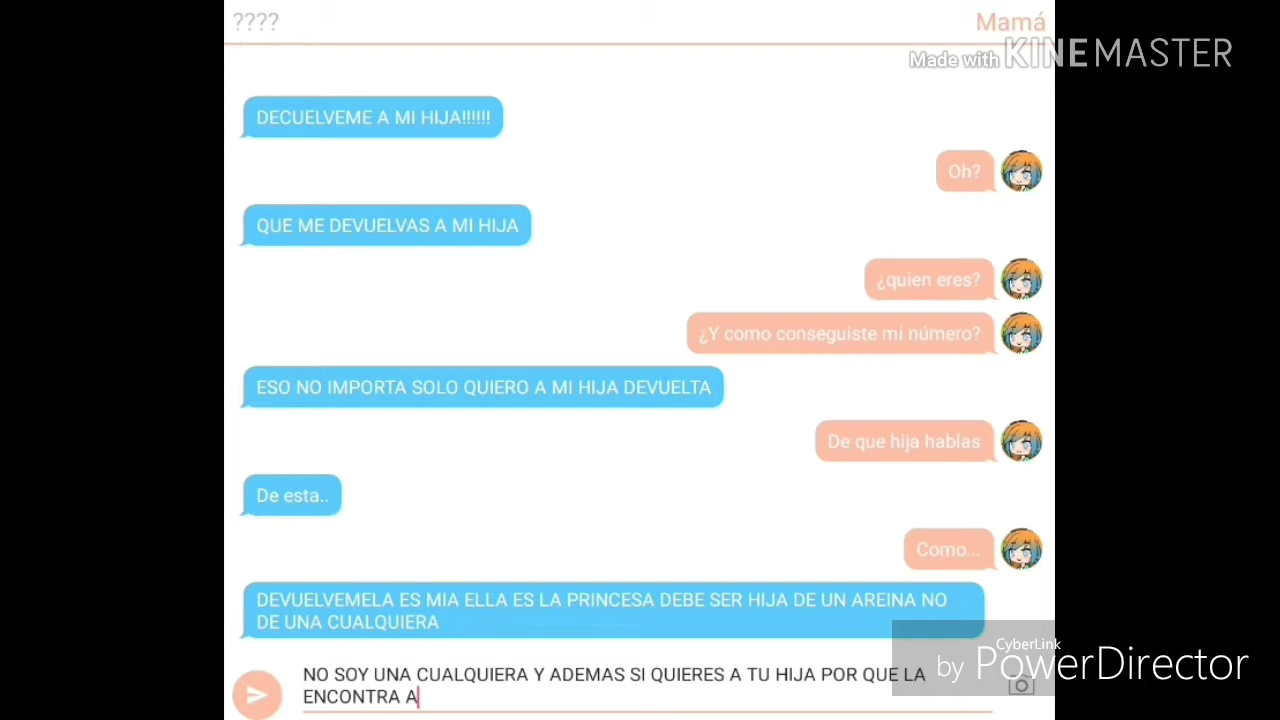 ????
Mamá
Made with KINEMASTER
DECUELVEME A MI HIJA!!!!!!
Oh?
QUE ME DEVUELVAS A MI HIJA
¿quien eres?
¿Y como conseguiste mi número?
ESO NO IMPORTA SOLO QUIERO A MI HIJA DEVUELTA
De que hija hablas
De esta..
Como...
DEVUELVEMELA ES MIA ELLA ES LA PRINCESA DEBE SER HIJA DE UN AREINA NO
DE UNA CUALQUIERA
NO SOY UNA CUALQUIERA Y ADEMAS SI QUIERES A TU HIJA POR QUE LA
ENCONTRA A
CyberLink
by PowerDirector